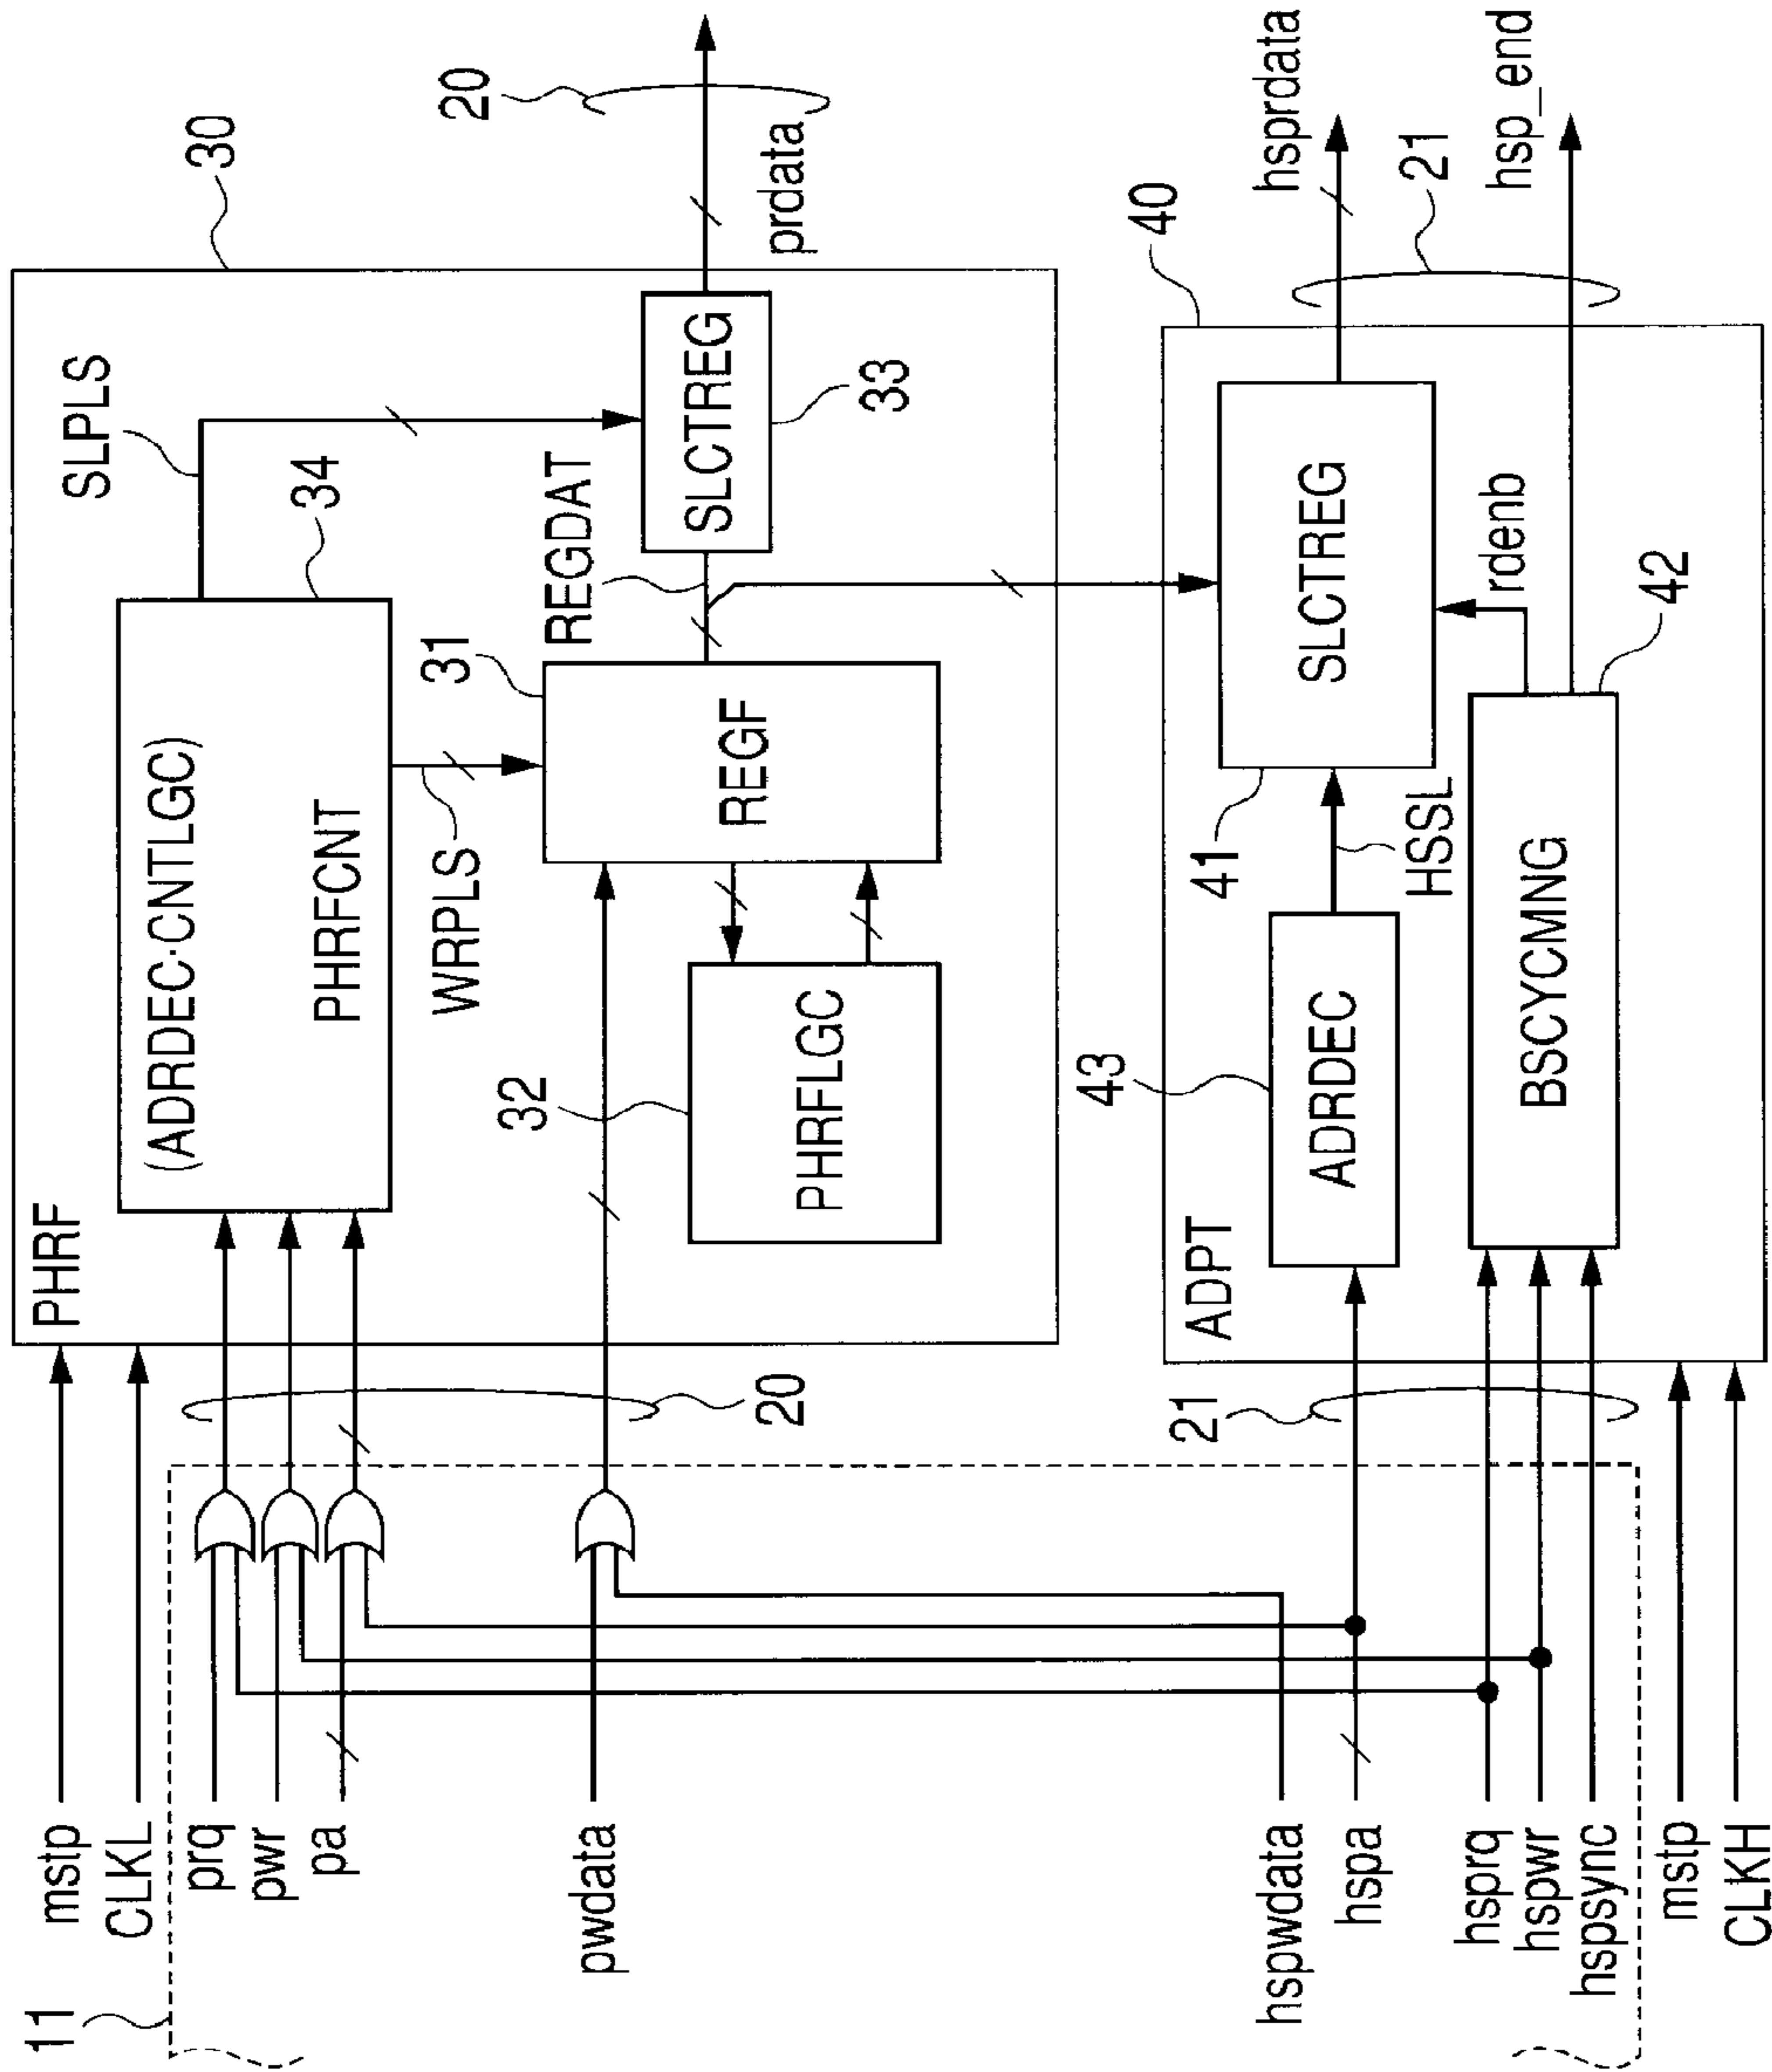 11
mstp
CLKL
prq
pwr
pa
pwdata
hspwdata
hspa
hsprq
hspwr
hspsync
mstp
CLKH
20
21
PHRF
30
(ADRDEC·CNTLGC)
PHRFCNT
34
SLPLS
WRPLS
31
REGF
REGDAT
32
PHRFLGC
SLCTREG
33
20
prdata
ADPT
40
43
ADRDEC
HSSL
41
SLCTREG
rdenb
BSCYCMNG
42
hsprdata
21
hsp_end